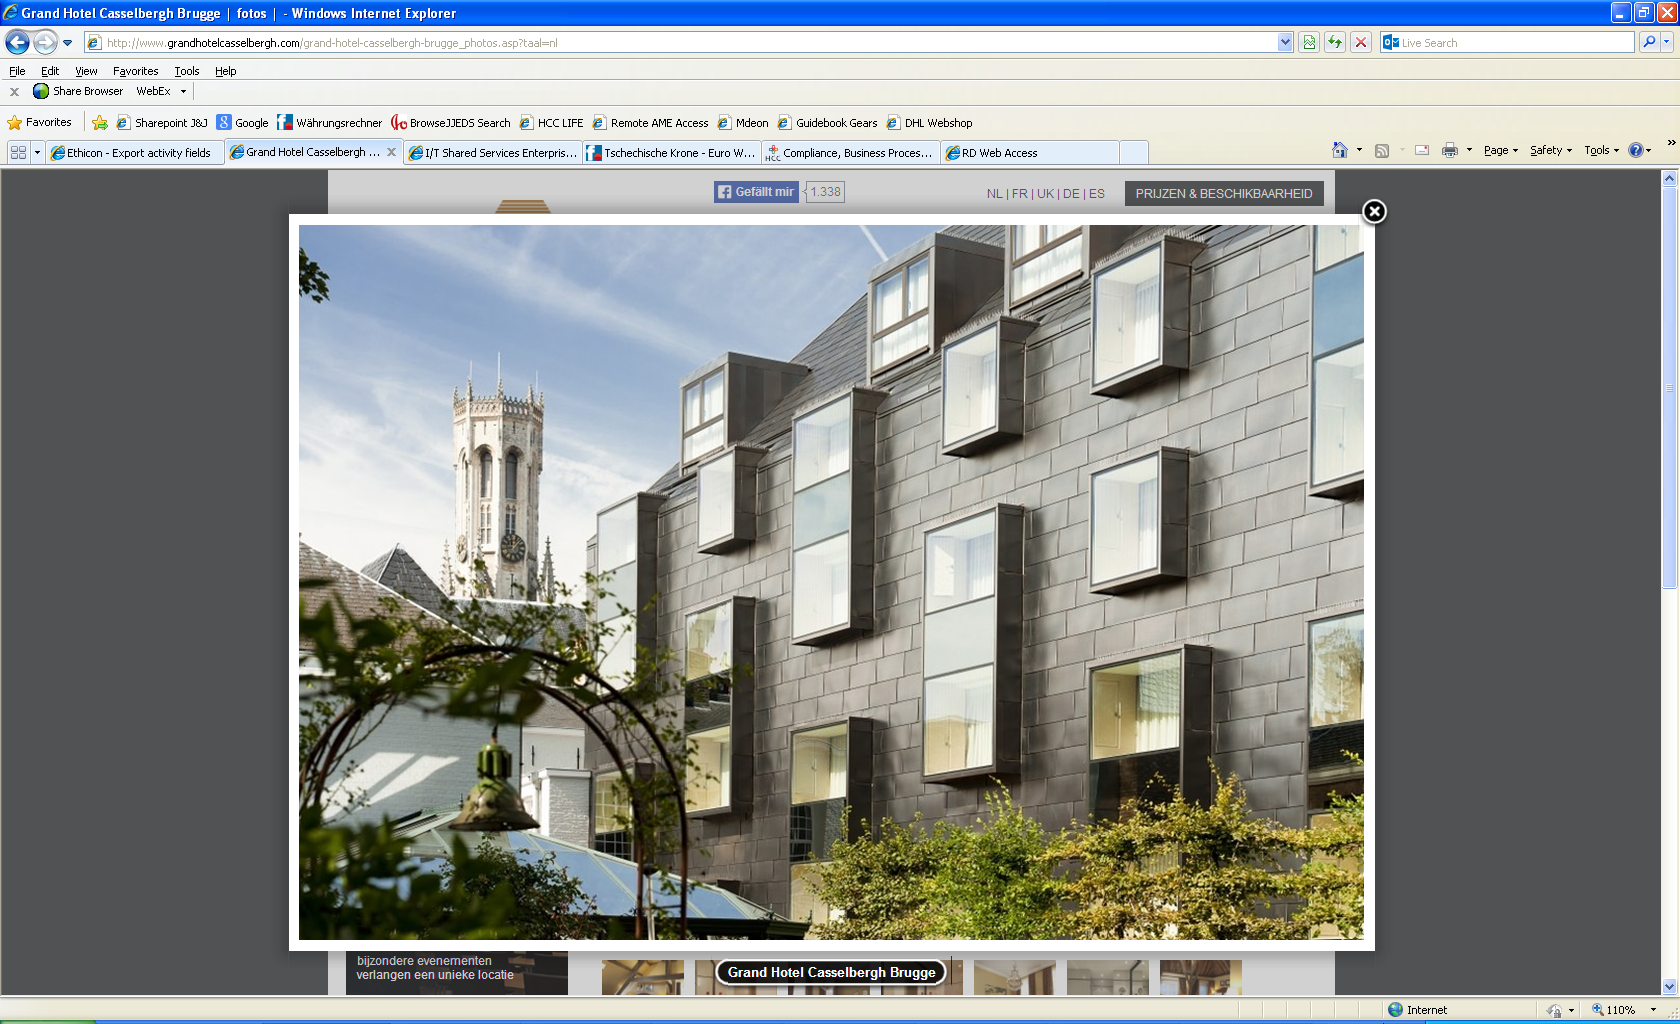 Grand Hotel Casselbergh Brugge | fotos | - Windows Internet Explorer
http://www.grandhotelcasselbergh.com/grand-hotel-casselbergh-brugge_photos.asp?taal=nl
Live Search
File Edit View Favorites Tools Help
x Share Browser WebEx
Favorites Sharepoint J&J Google Währungsrechner BrowseJJEDS Search HCC LIFE Remote AME Access Mdeon Guidebook Gears DHL Webshop
Ethicon - Export activity fields Grand Hotel Casselbergh ... I/T Shared Services Enterpris... Tschechische Krone - Euro W... HCC Compliance, Business Proces... RD Web Access Page Safety Tools
Gefällt mir 1.338 NL | FR | UK | DE | ES PRIJZEN & BESCHIKBAARHEID
bijzondere evenementen
verlangen een unieke locatie
Grand Hotel Casselbergh Brugge
Internet 110%